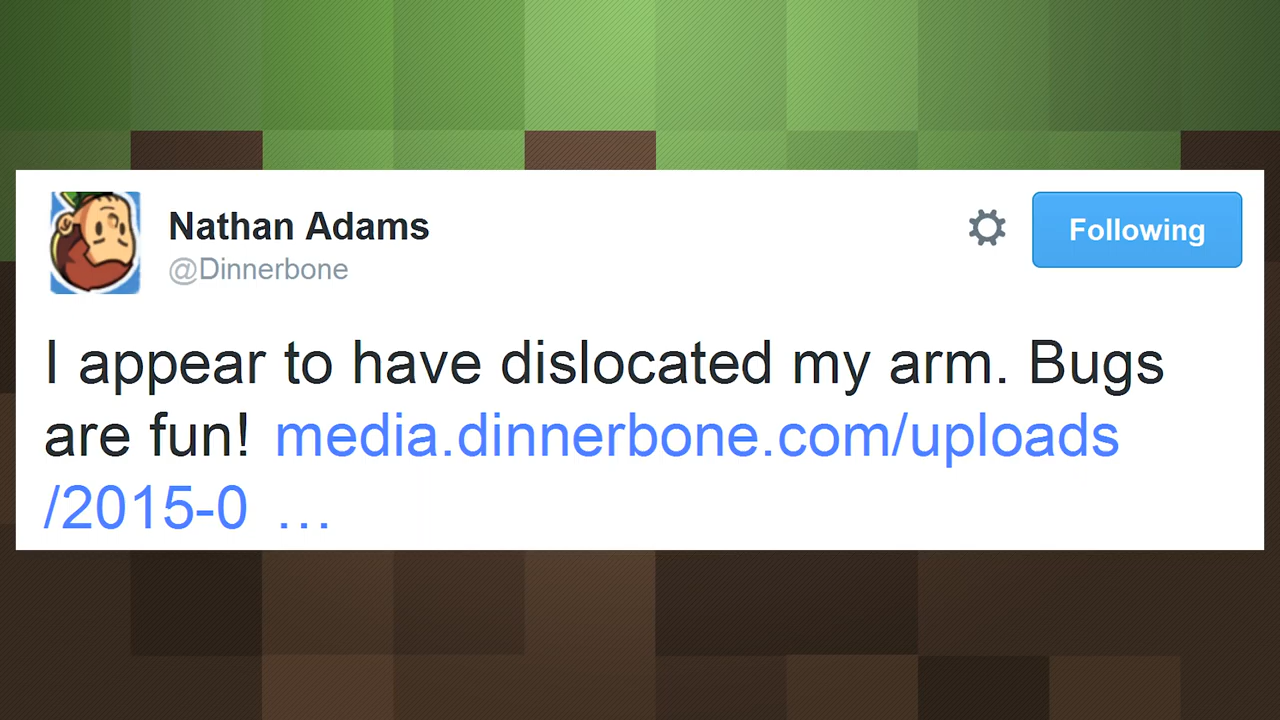 Nathan Adams
@Dinnerbone
Following
I appear to have dislocated my arm. Bugs
are fun! media.dinnerbone.com/uploads
/2015-0 …